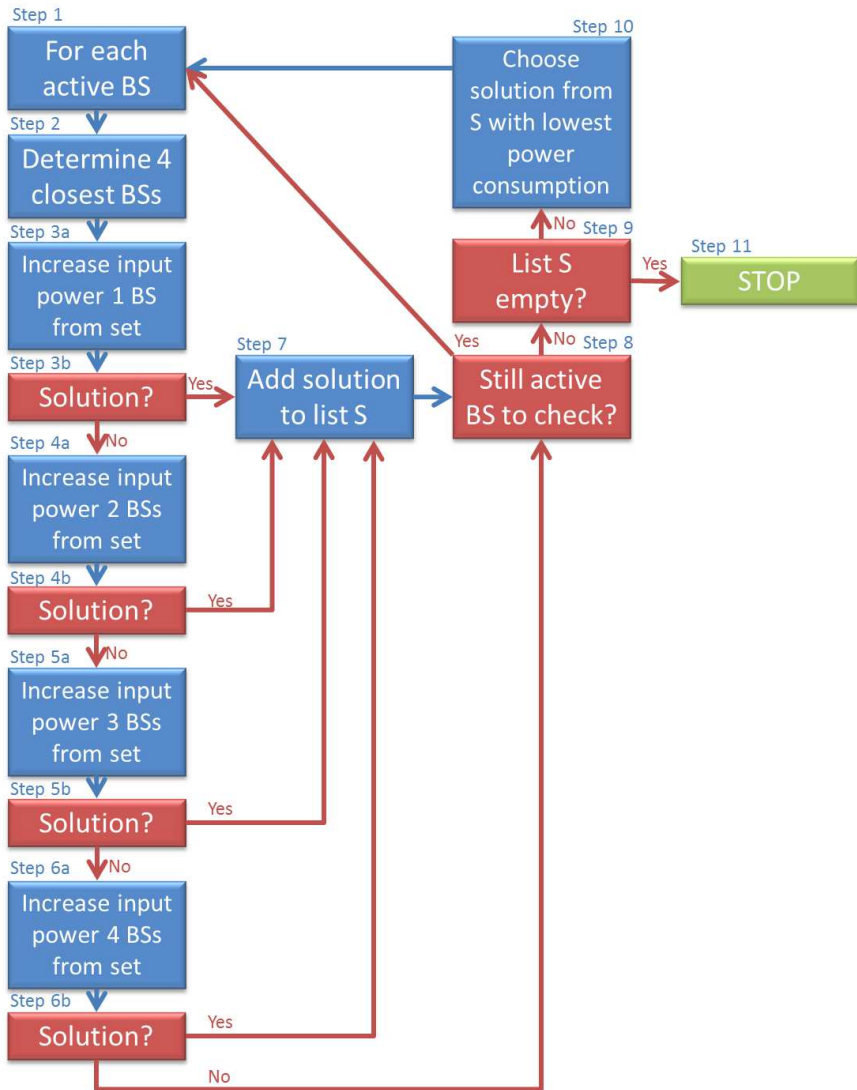 Step 1
For each
active BS
Step 2
Determine 4
closest BSs
Step 3a
Increase input
power 1 BS
from set
Step 3b
Solution?
Yes
No
Step 4a
Increase input
power 2 BSs
from set
Step 4b
Solution?
Yes
No
Step 5a
Increase input
power 3 BSs
from set
Step 5b
Solution?
Yes
No
Step 6a
Increase input
power 4 BSs
from set
Step 6b
Solution?
Yes
No
Step 7
Add solution
to list S
Step 8
Still active
BS to check?
Yes
No
Step 9
List S
empty?
No
Yes
Step 10
Choose
solution from
S with lowest
power
consumption
Step 11
STOP